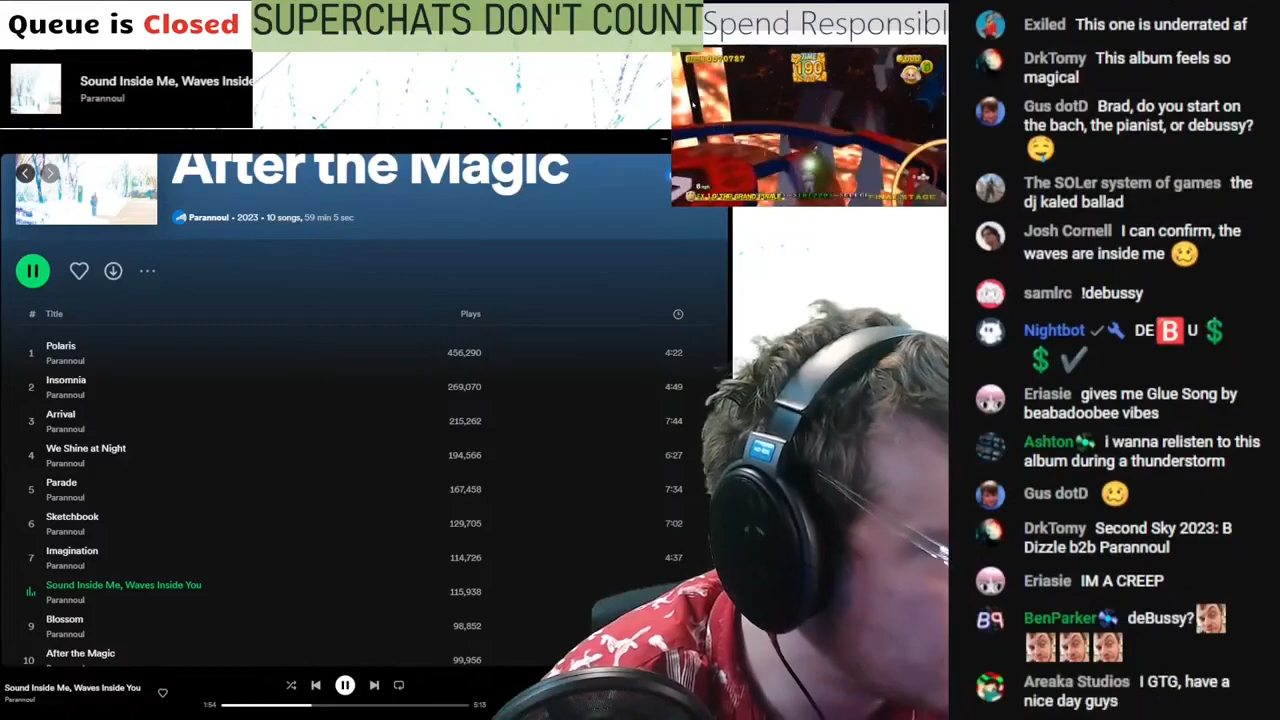 Queue is Closed
SUPERCHATS DON'T COUNT
Spend Responsibl
Sound Inside Me, Waves Inside
Parannoul
TIME
190
FINAL STAGE
After the Magic
Parannoul • 2023 • 10 songs, 59 min 5 sec
# Title Plays
1 Polaris 456,290 4:22
Parannoul
2 Insomnia 269,070 4:49
Parannoul
3 Arrival 215,262 7:44
Parannoul
4 We Shine at Night 194,566 6:27
Parannoul
5 Parade 167,458 7:34
Parannoul
6 Sketchbook 129,705 7:02
Parannoul
7 Imagination 114,726 4:37
Parannoul
Sound Inside Me, Waves Inside You 115,938
Parannoul
9 Blossom 98,852
Parannoul
10 After the Magic 99,956
Parannoul
Sound Inside Me, Waves Inside You
Parannoul
1:54 5:13
Exiled This one is underrated af
DrkTomy This album feels so
magical
Gus dotD Brad, do you start on
the bach, the pianist, or debussy?
The SOLer system of games the
dj kaled ballad
Josh Cornell I can confirm, the
waves are inside me
samlrc !debussy
Nightbot DE B U $
$
Eriasie gives me Glue Song by
beabadoobee vibes
Ashton i wanna relisten to this
album during a thunderstorm
Gus dotD
DrkTomy Second Sky 2023: B
Dizzle b2b Parannoul
Eriasie IM A CREEP
BenParker deBussy?
Areaka Studios I GTG, have a
nice day guys